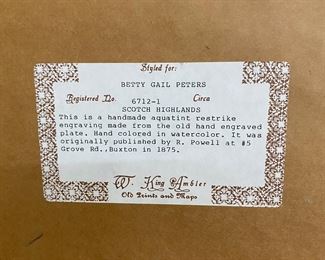 Styled for:
BETTY GAIL PETERS
Registered No. 6712-1 Circa
SCOTCH HIGHLANDS
This is a handmade aquatint restrike
engraving made from the old hand engraved
plate. Hand colored in watercolor. It was
originally published by R. Powell at #5
Grove Rd.,Buxton in 1875.
W. King Ambler
Old Prints and Maps